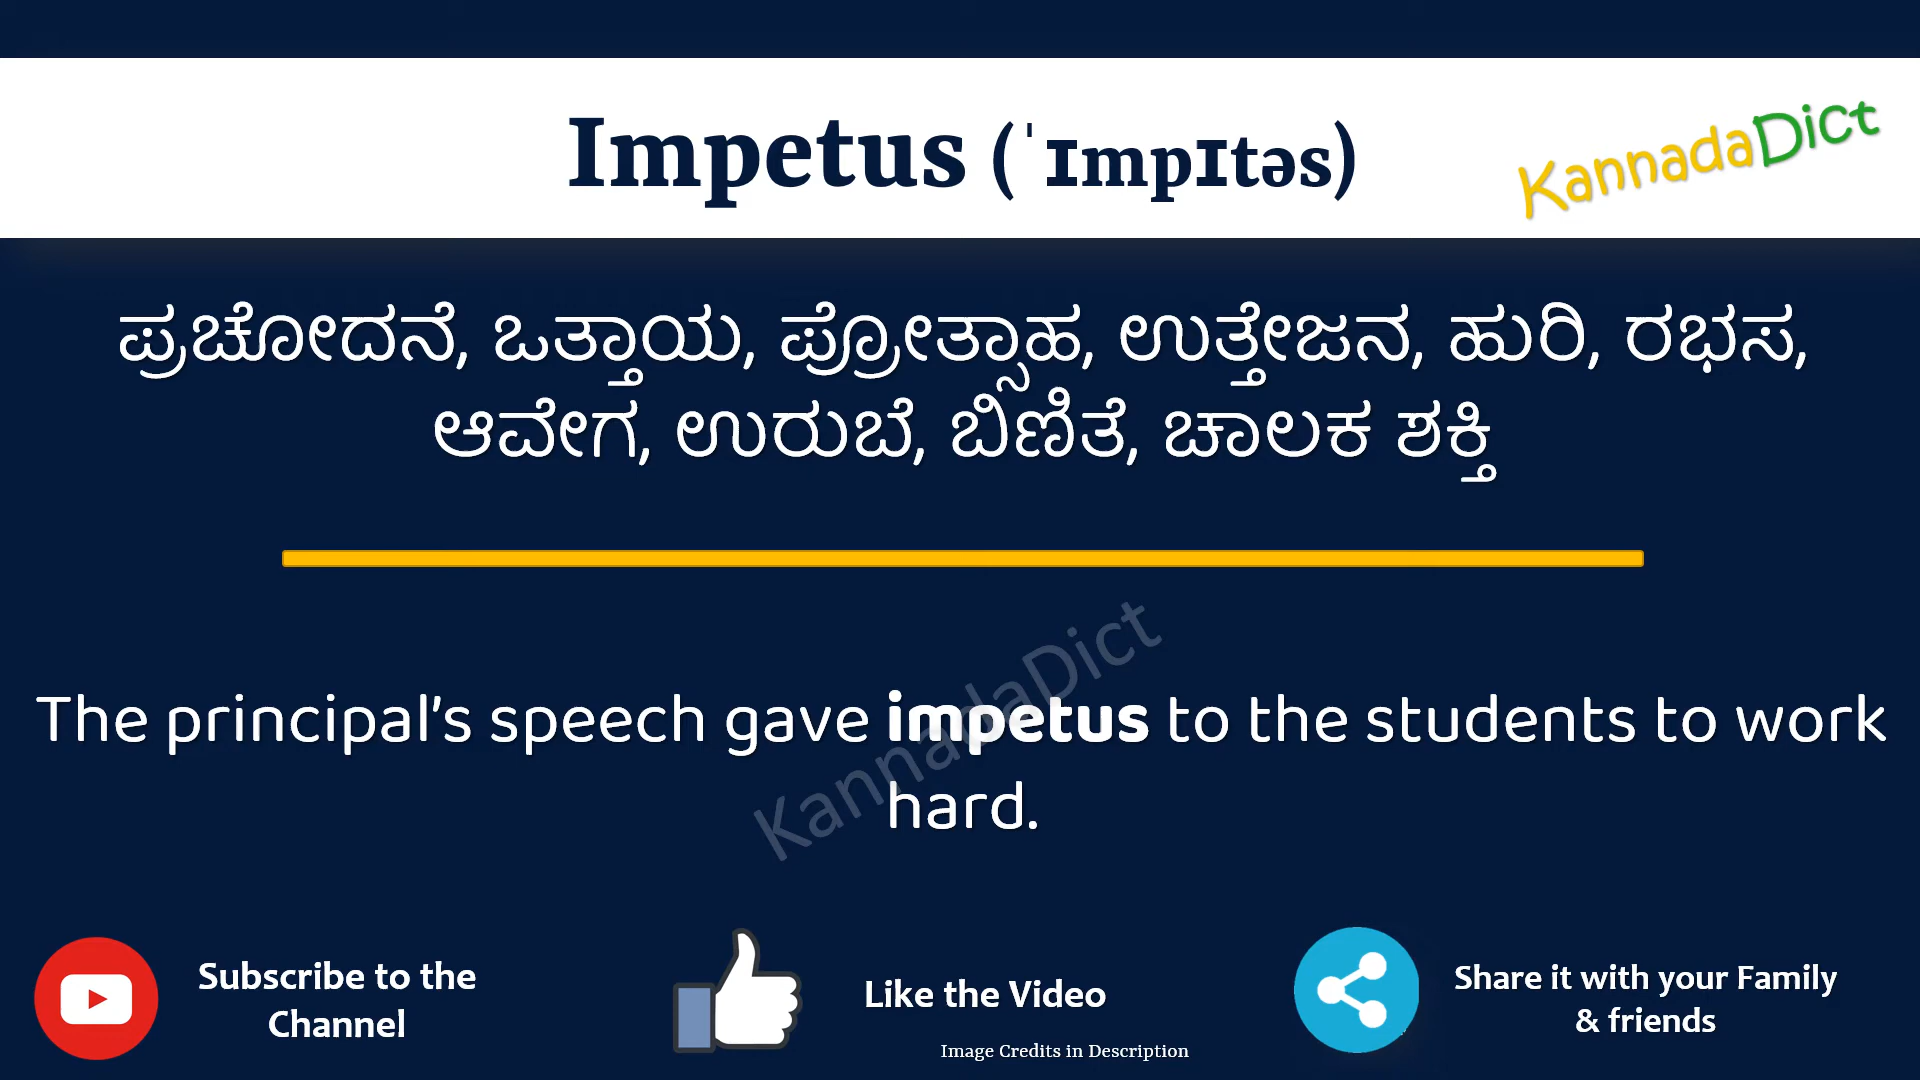 Impetus (ˈɪmpɪtəs)
KannadaDict
ಪ್ರಚೋದನೆ, ಒತ್ತಾಯ, ಪ್ರೋತ್ಸಾಹ, ಉತ್ತೇಜನ, ಹುರಿ, ರಭಸ,
ಆವೇಗ, ಉರುಬೆ, ಬಿಣಿತೆ, ಚಾಲಕ ಶಕ್ತಿ
KannadaDict
The principal’s speech gave impetus to the students to work
hard.
Subscribe to the
Channel
Like the Video
Share it with your Family
& friends
Image Credits in Description